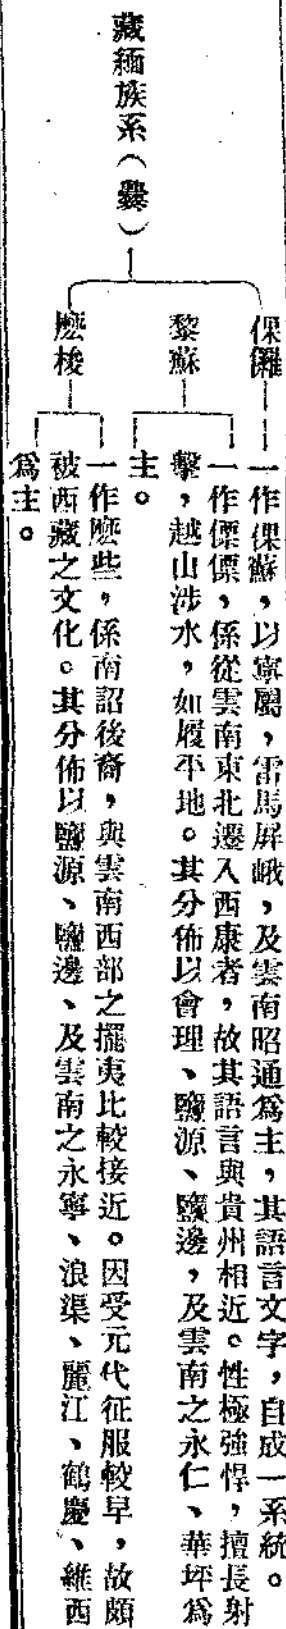 藏緬族系（爨）
倮儸
一作倮蘇，以寧屬，雷馬屏峨，及雲南昭通爲主，其語言文字，自成一系統。
黎蘇
一作傈僳，係從雲南東北遷入西康者，故其語言與貴州相近。性極強悍，擅長射
擊，越山涉水，如履平地。其分佈以會理、鹽源、鹽邊，及雲南之永仁、華坪爲
主。
麽梭
一作麽些，係南詔後裔，與雲南西部之擺夷比較接近。因受元代征服較早，故頗
被西藏之文化。其分佈以鹽源、鹽邊、及雲南之永寧、浪渠、麗江、鶴慶、維西
爲主。